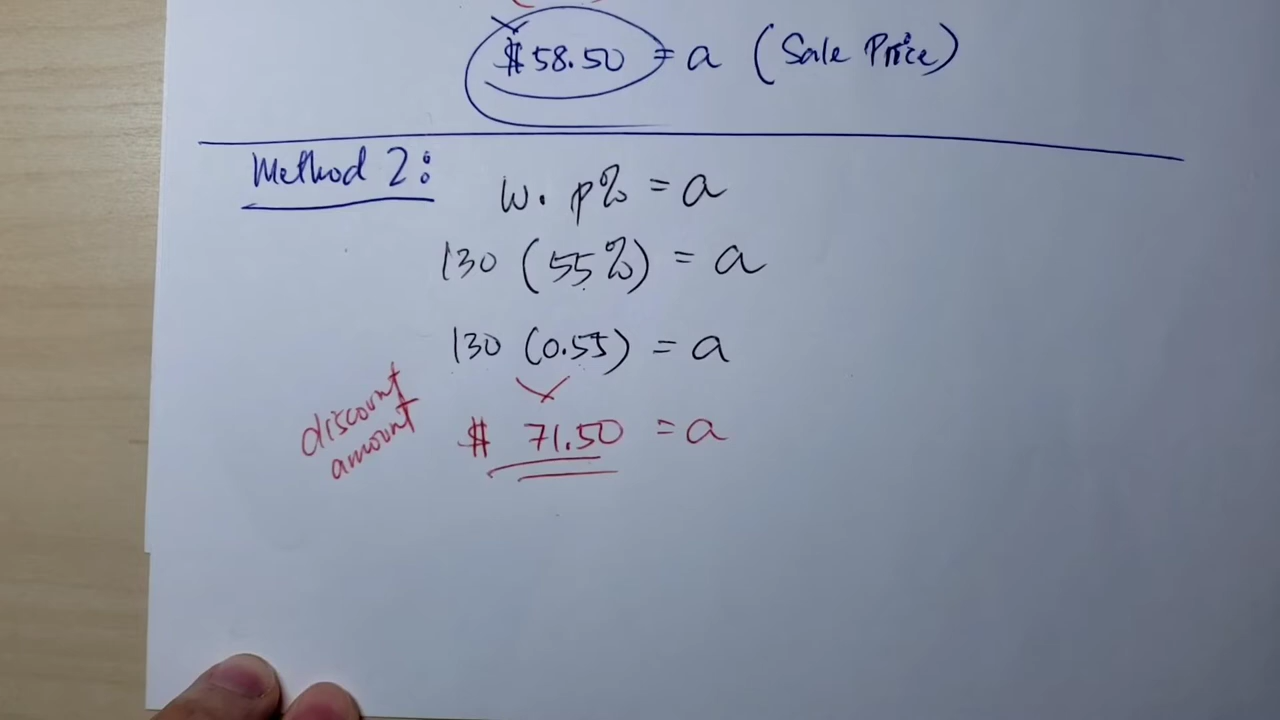 $58.50 = a (Sale Price)
Method 2:
w. p% = a
130 (55%) = a
130 (0.55) = a
discount
amount
$ 71.50 = a